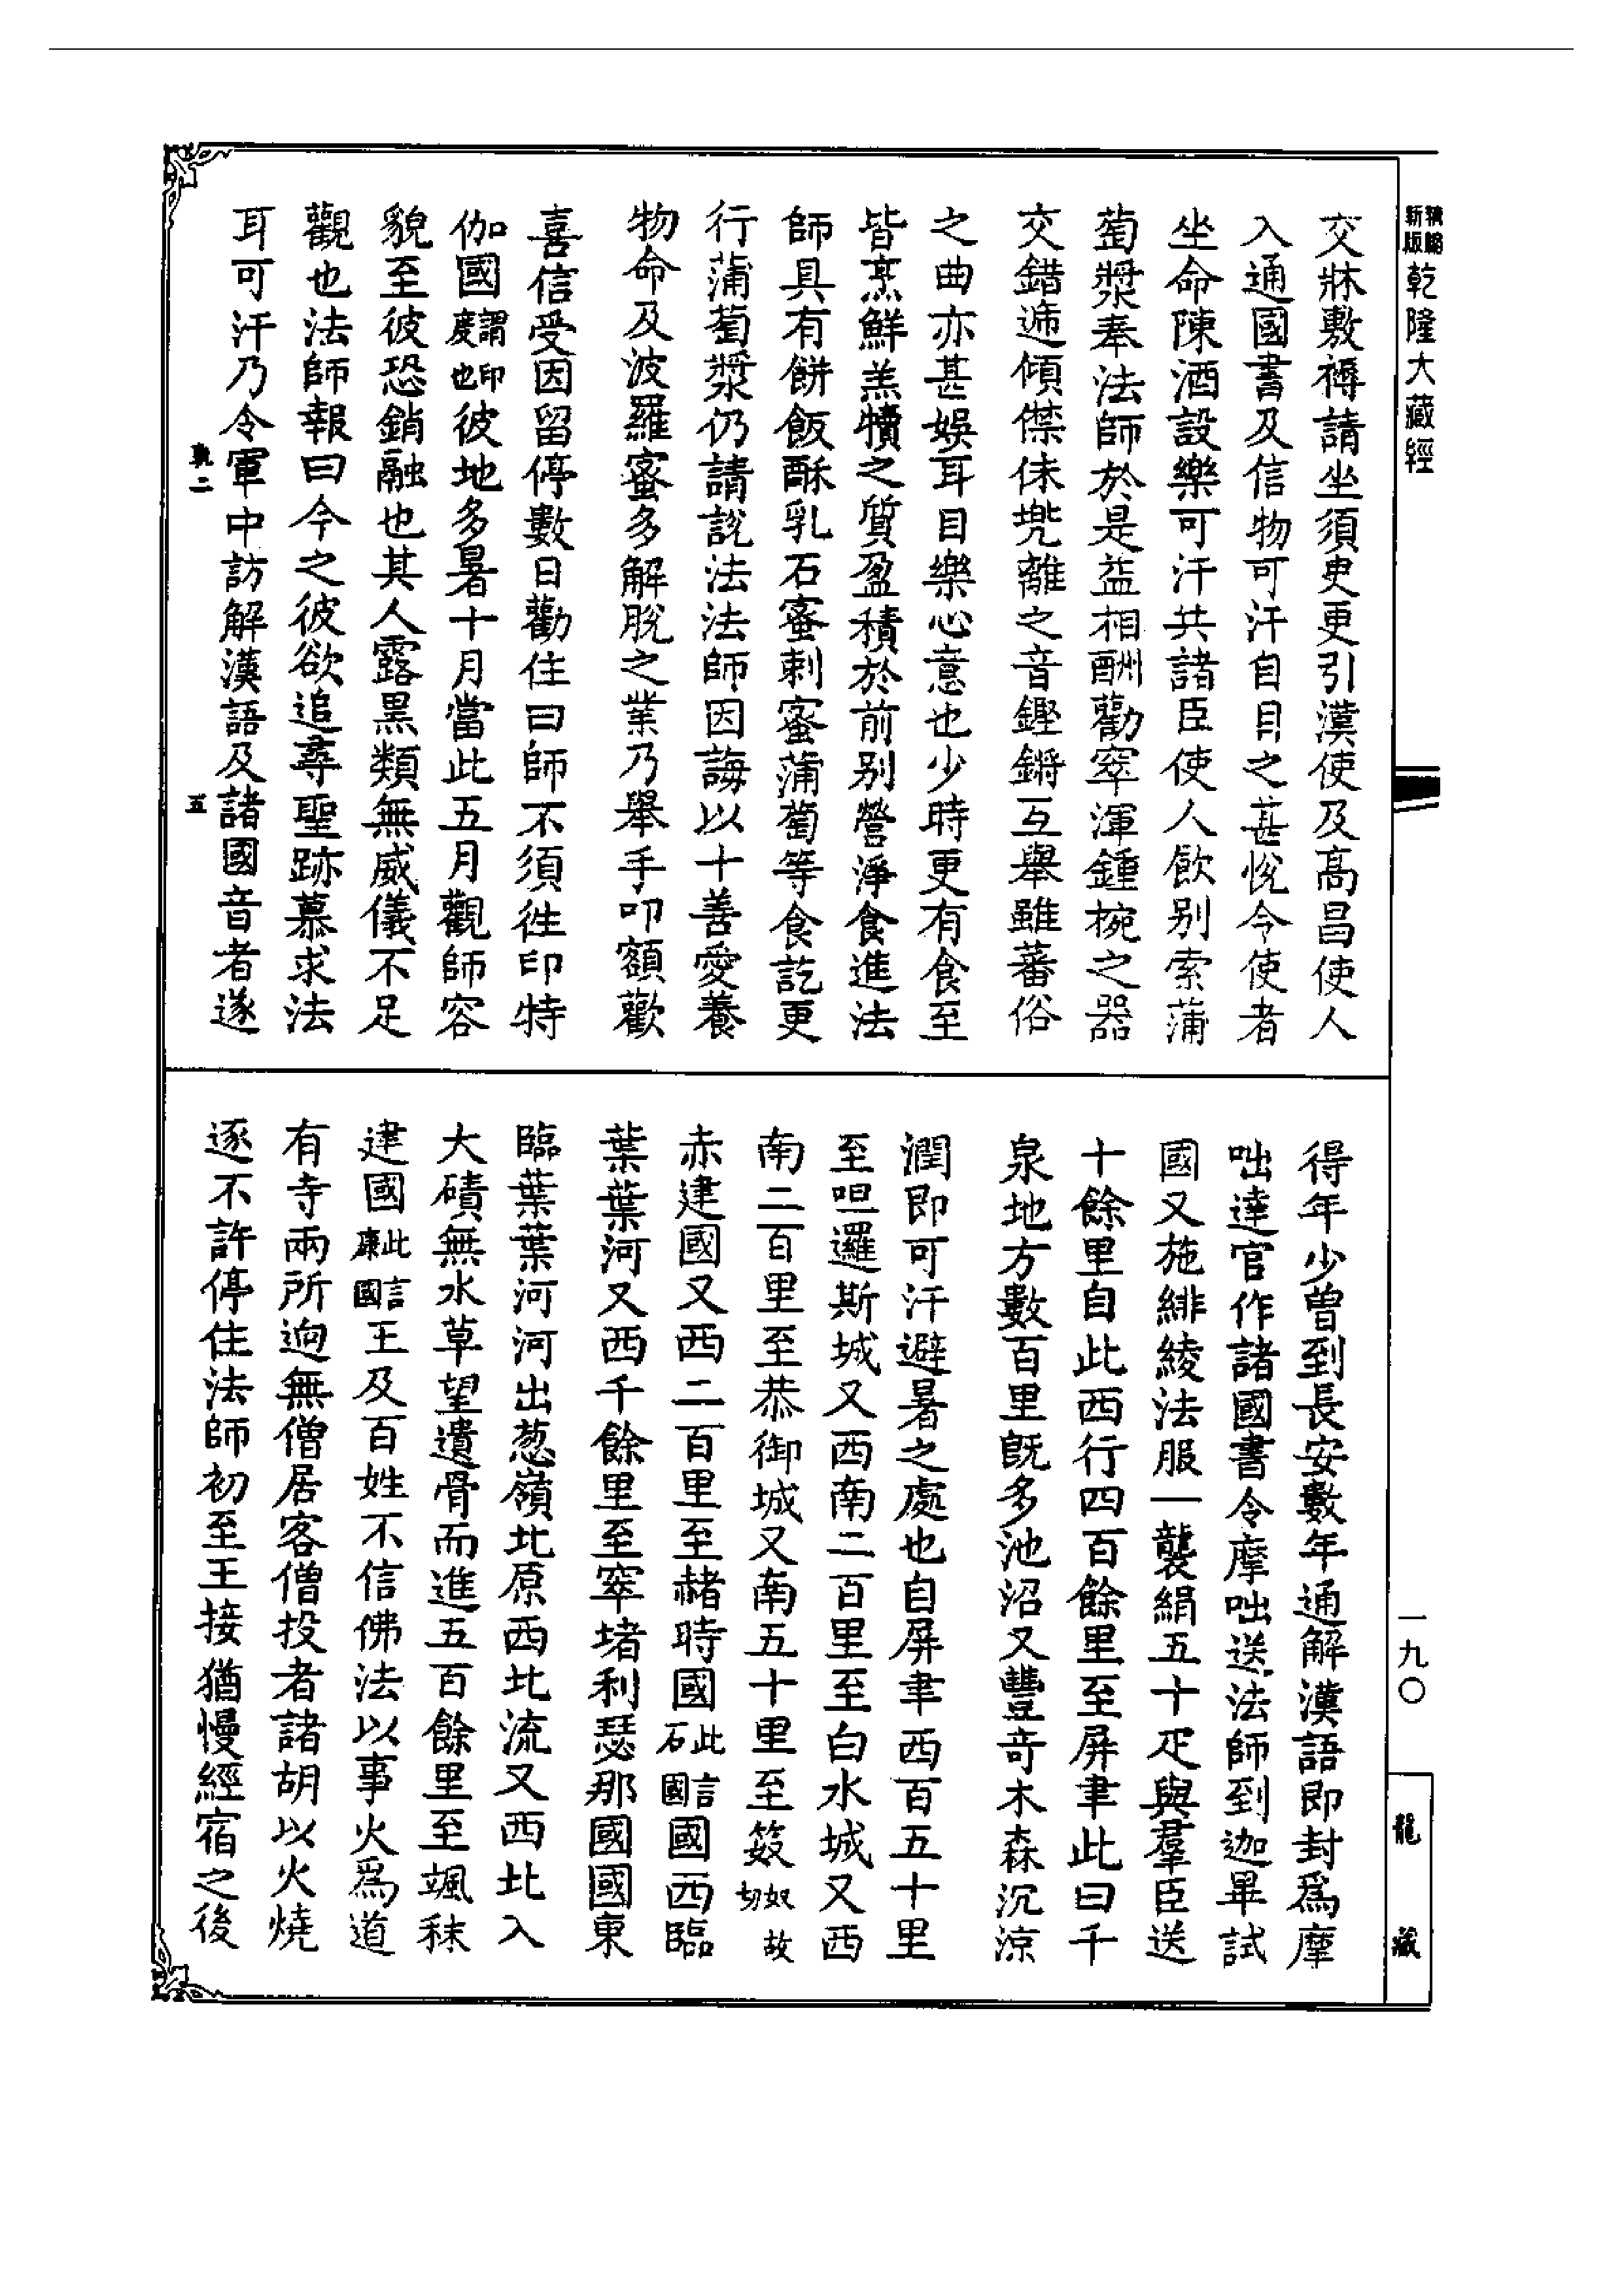 新版 精縮 乾隆大藏經
交牀敷褥請坐須臾更引漢使及高昌使人
入通國書及信物可汗自目之甚悅令使者
坐命陳酒設樂可汗共諸臣使人飲別索蒲
萄漿奉法師於是益相酬勸窣渾鍾椀之器
交錯遞傾僸佅兜離之音鏗鏘互舉雖蕃俗
之曲亦甚娛耳目樂心意也少時更有食至
皆烹鮮羔犢之質盈積於前別營淨食進法
師具有餅飯酥乳石蜜刺蜜蒲萄等食訖更
行蒲萄漿仍請說法法師因誨以十善愛養
物命及波羅蜜多解脫之業乃舉手叩額歡
喜信受因留停數日勸住曰師不須往印特
伽國謂印度也彼地多暑十月當此五月觀師容
貌至彼恐銷融也其人露黑類無威儀不足
觀也法師報曰今之彼欲追尋聖跡慕求法
耳可汗乃令軍中訪解漢語及諸國音者遂
孰二
五
得年少曾到長安數年通解漢語即封爲摩
咄達官作諸國書令摩咄送法師到迦畢試
國又施緋綾法服一襲絹五十疋與羣臣送
十餘里自此西行四百餘里至屏聿此曰千
泉地方數百里既多池沼又豐奇木森沉涼
潤即可汗避暑之處也自屏聿西百五十里
至呾邏斯城又西南二百里至白水城又西
南二百里至恭御城又南五十里至笯奴故切
赤建國又西二百里至赭時國此言石國國西臨
葉葉河又西千餘里至窣堵利瑟那國國東
臨葉葉河河出葱嶺北原西北流又西北入
大磧無水草望遺骨而進五百餘里至颯秣
建國此言康國王及百姓不信佛法以事火爲道
有寺兩所迥無僧居客僧投者諸胡以火燒
逐不許停住法師初至王接猶慢經宿之後
一九〇
龍藏